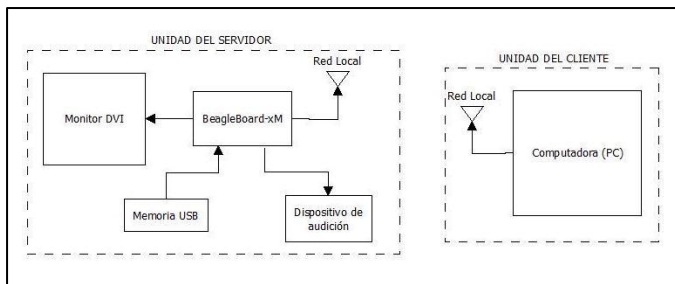 UNIDAD DEL SERVIDOR
Red Local
Monitor DVI
BeagleBoard-xM
Memoria USB
Dispositivo de
audición
UNIDAD DEL CLIENTE
Red Local
Computadora (PC)